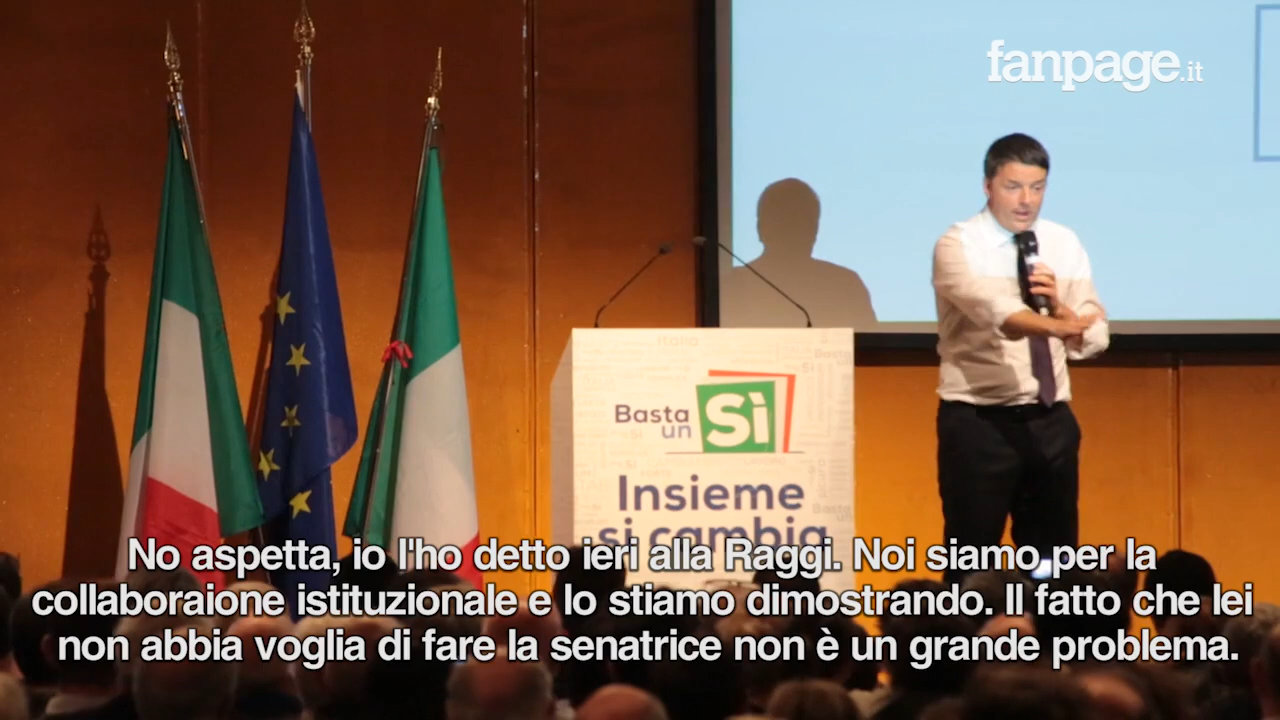 fanpage.it
Basta
un
Sì
Insieme
si cambia
No aspetta, io l'ho detto ieri alla Raggi. Noi siamo per la
collaboraione istituzionale e lo stiamo dimostrando. Il fatto che lei
non abbia voglia di fare la senatrice non è un grande problema.